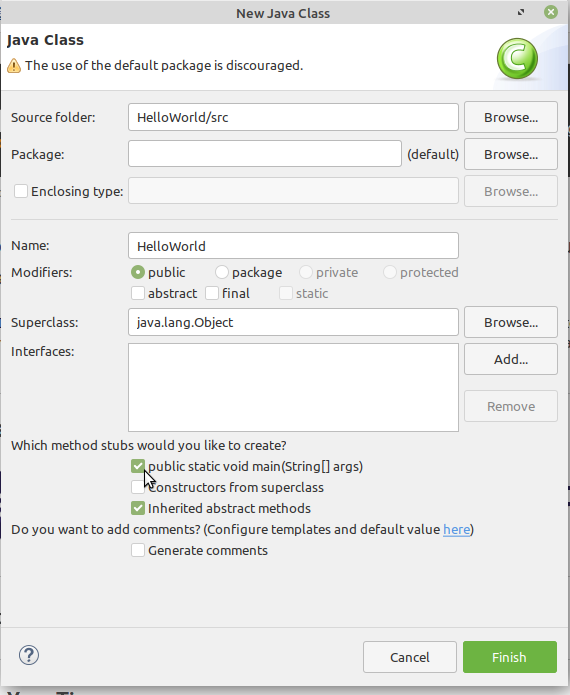 New Java Class
Java Class
The use of the default package is discouraged.
C
Source folder: HelloWorld/src Browse...
Package: (default) Browse...
Enclosing type: Browse...
Name: HelloWorld
Modifiers: public package private protected
abstract final static
Superclass: java.lang.Object Browse...
Interfaces: Add...
Remove
Which method stubs would you like to create?
public static void main(String[] args)
Constructors from superclass
Inherited abstract methods
Do you want to add comments? (Configure templates and default value here)
Generate comments
? Cancel Finish